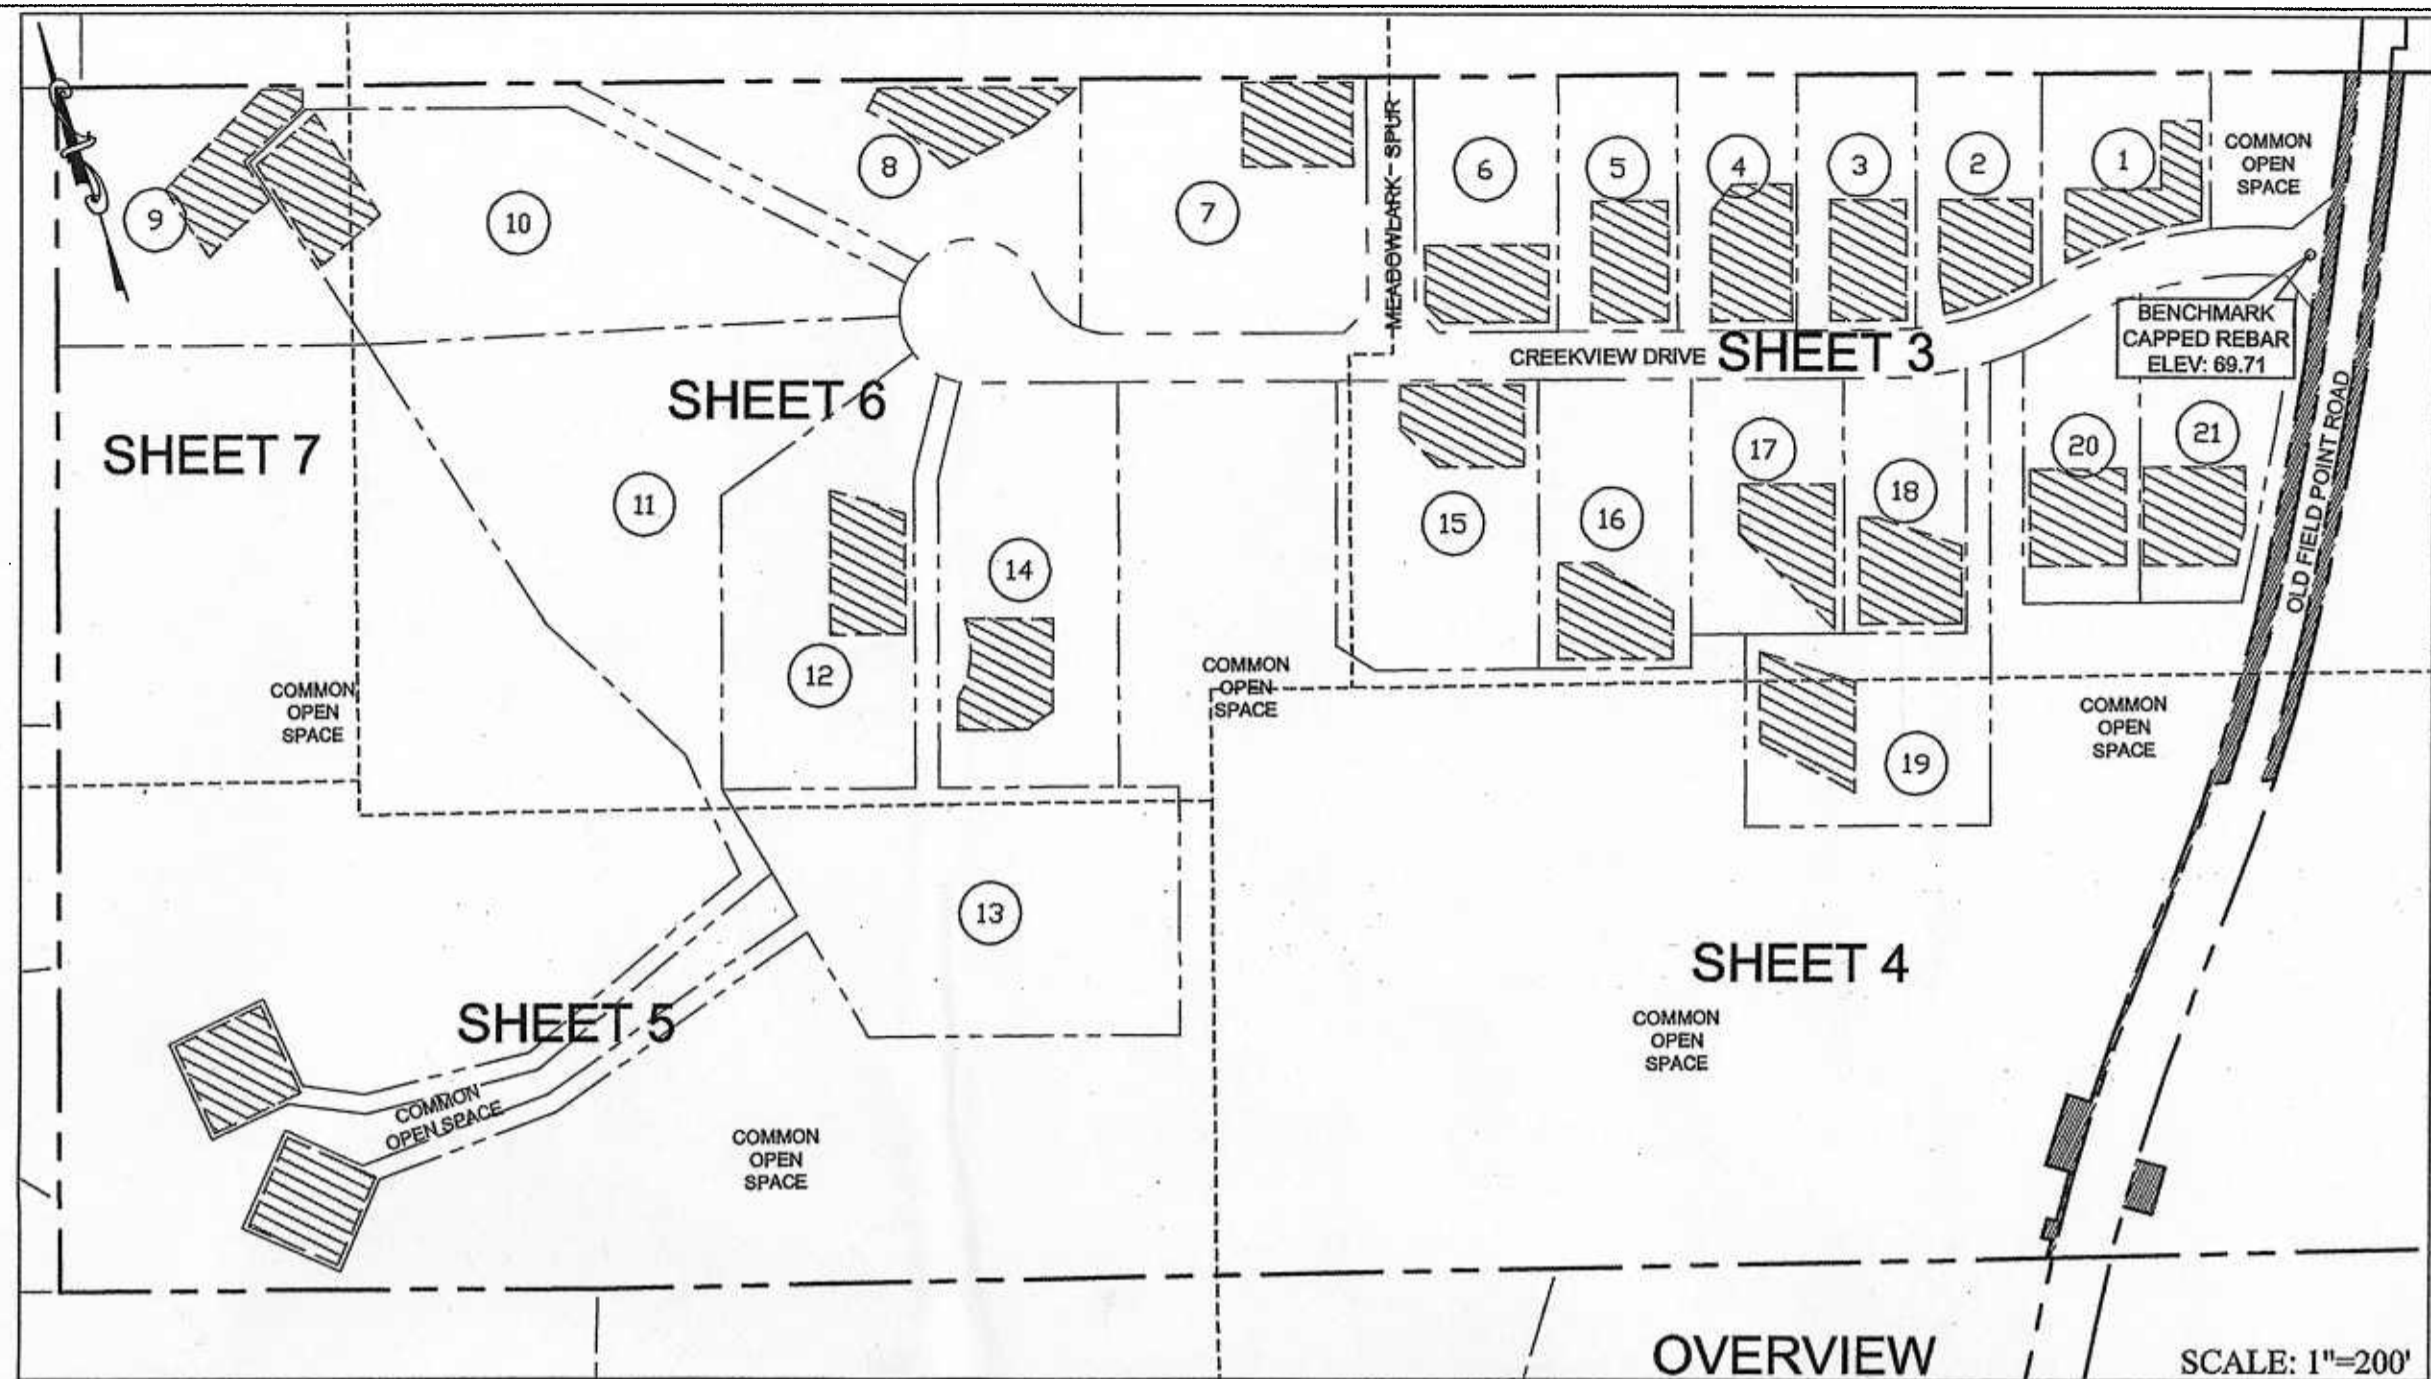 COMMON
OPEN
SPACE
1
2
3
4
5
6
7
8
9
10
MEADOWLARK SPUR
BENCHMARK
CAPPED REBAR
ELEV: 69.71
CREEKVIEW DRIVE
SHEET 3
SHEET 6
SHEET 7
OLD FIELD POINT ROAD
11
12
14
15
16
17
18
20
21
COMMON
OPEN
SPACE
COMMON
OPEN
SPACE
COMMON
OPEN
SPACE
19
13
SHEET 4
COMMON
OPEN
SPACE
SHEET 5
COMMON
OPEN SPACE
COMMON
OPEN
SPACE
OVERVIEW
SCALE: 1"=200'